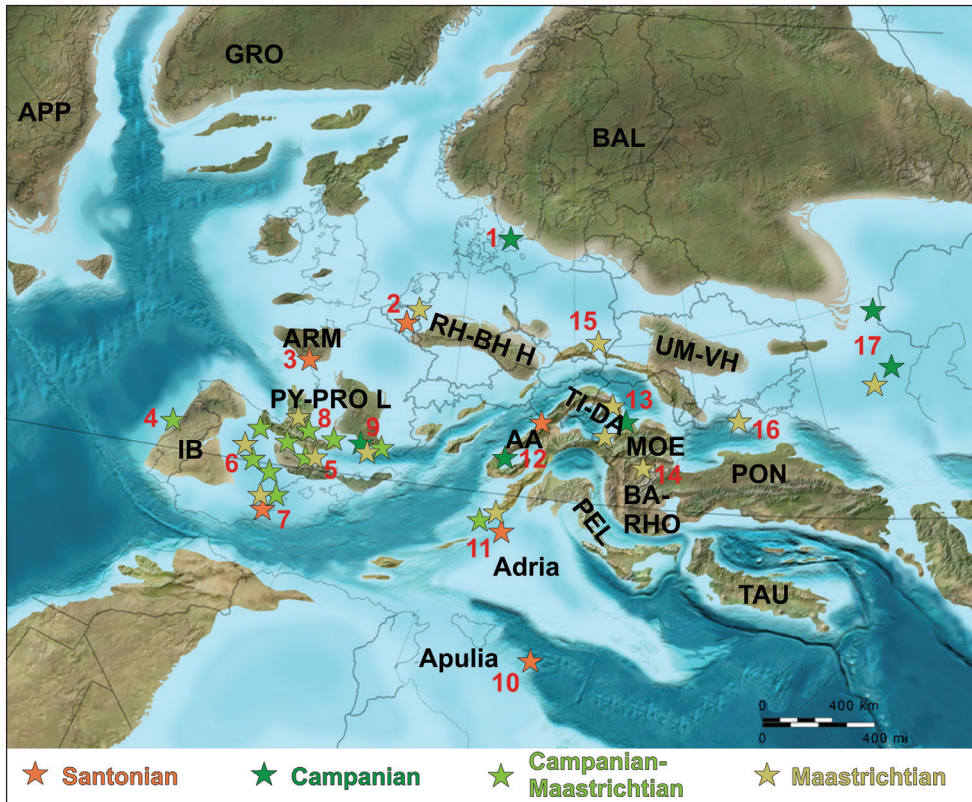 60°
GRO
APP
BAL
1
2
RH-BH H
15
UM-VH
17
ARM
3
PY-PRO L
4
8
TI-DA
13
16
IB
9
AA
MOE
6
5
12
14
PON
7
BA-
RHO
PEL
11
Adria
TAU
Apulia
10
0
400 km
0
400 mi
Santonian
Campanian
Campanian-
Maastrichtian
Maastrichtian